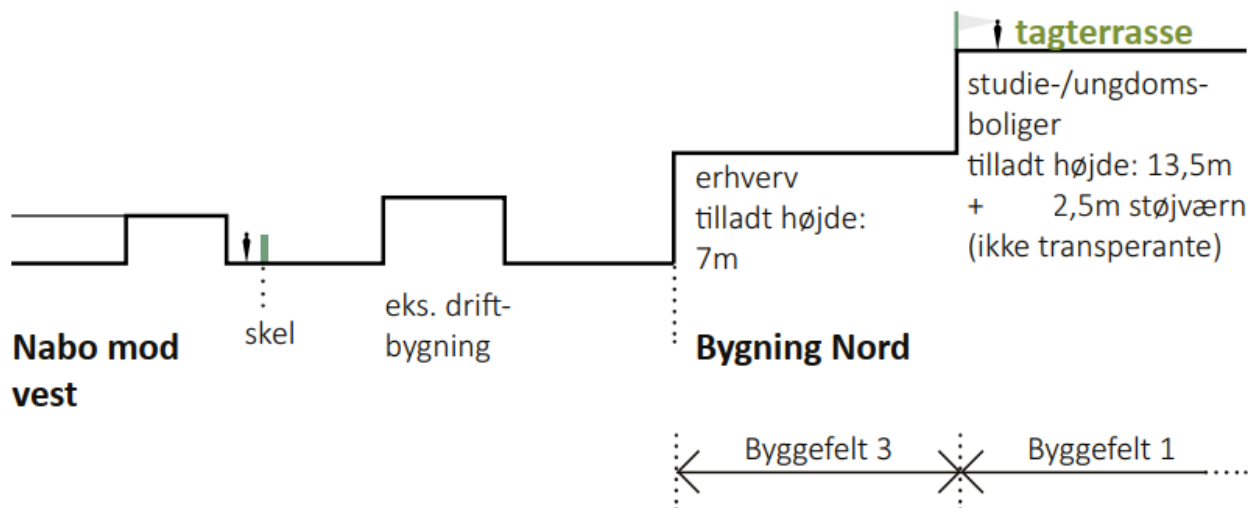 tagterrasse
studie-/ungdoms-
boliger
tilladt højde: 13,5m
+ 2,5m støjværn
(ikke transperante)
erhverv
tilladt højde:
7m
eks. drift-
bygning
skel
Nabo mod
vest
Bygning Nord
Byggefelt 3
Byggefelt 1